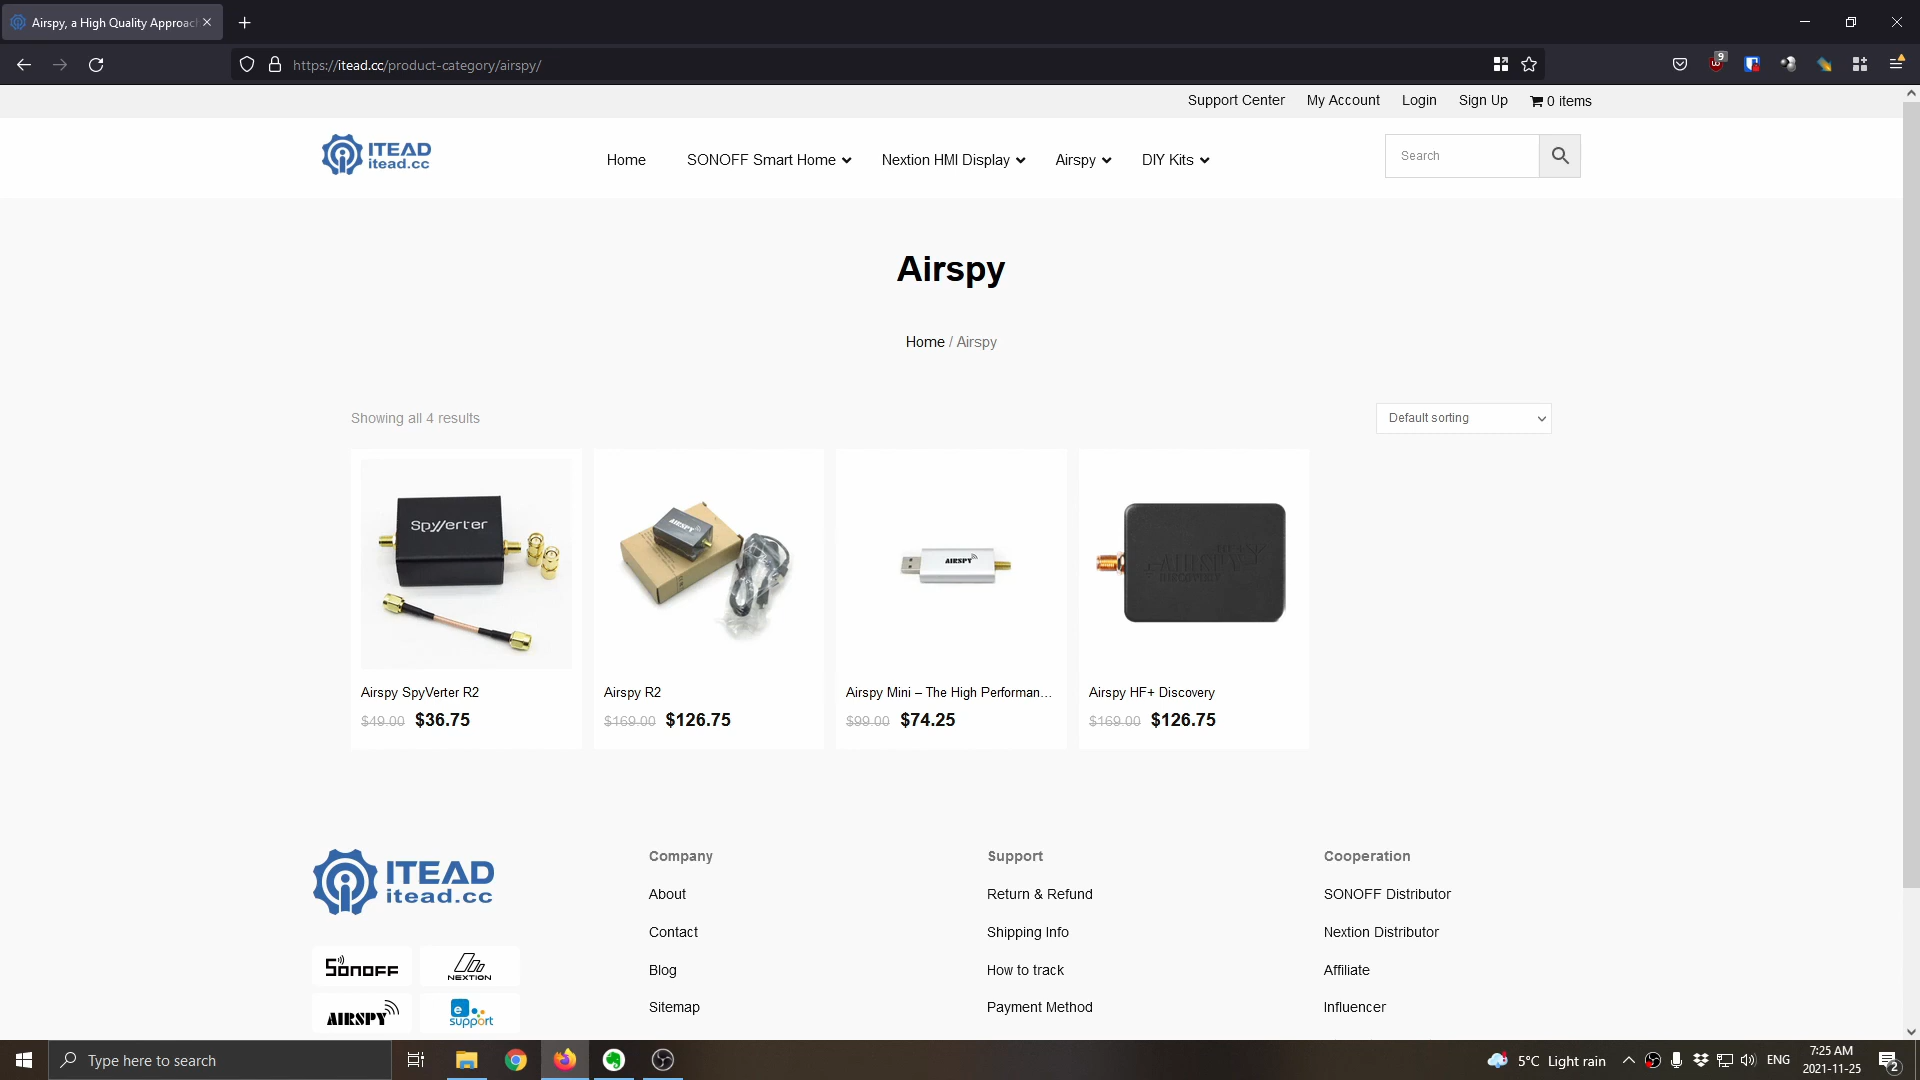 Airspy, a High Quality Approac
https://itead.cc/product-category/airspy/
9
Support Center
My Account
Login
Sign Up
0 items
ITEAD
itead.cc
Home
SONOFF Smart Home
Nextion HMI Display
Airspy
DIY Kits
Search
Airspy
Home / Airspy
Showing all 4 results
Default sorting
SpyVerter
AIRSPY
AIRSPY
AIRSPY
DISCOVERY
Airspy SpyVerter R2
$49.00 $36.75
Airspy R2
$169.00 $126.75
Airspy Mini – The High Performan...
$99.00 $74.25
Airspy HF+ Discovery
$169.00 $126.75
ITEAD
itead.cc
SONOFF
NEXTION
AIRSPY
e support
Company
About
Contact
Blog
Sitemap
Support
Return & Refund
Shipping Info
How to track
Payment Method
Cooperation
SONOFF Distributor
Nextion Distributor
Affiliate
Influencer
Type here to search
5°C Light rain
ENG
7:25 AM
2021-11-25
2